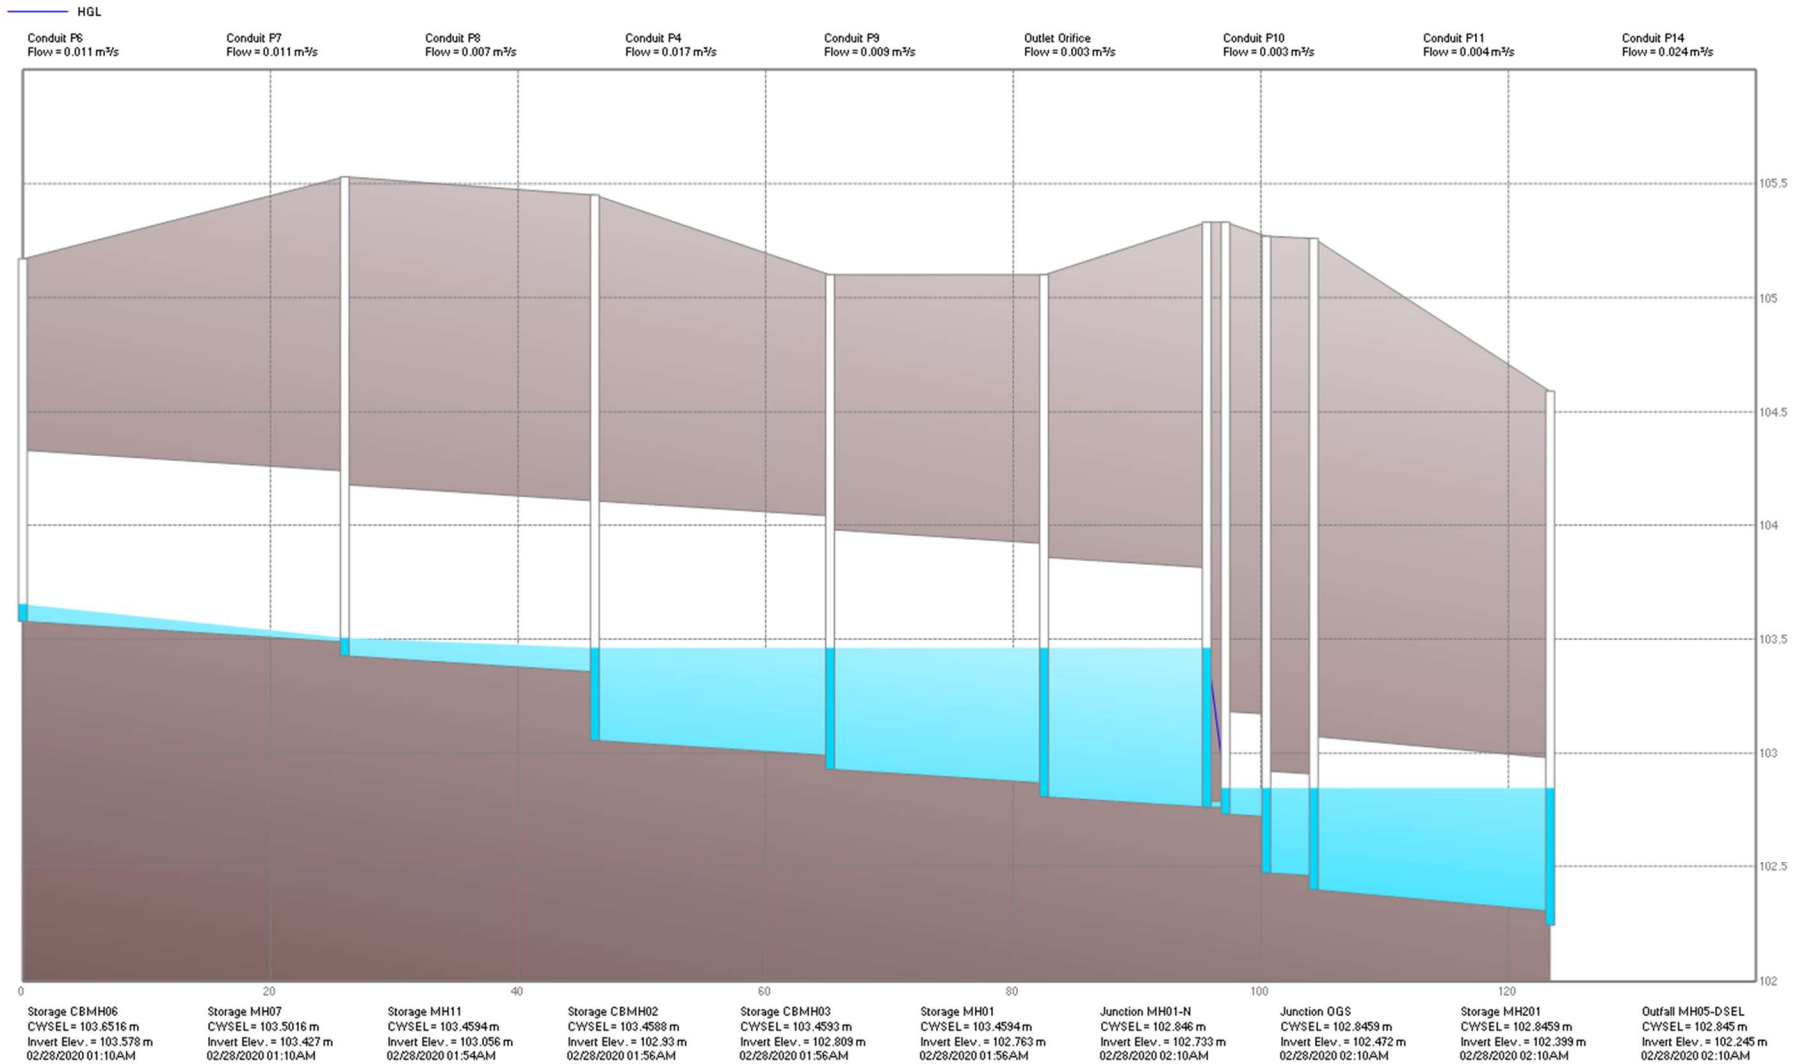 HGL
Conduit P6 Conduit P7 Conduit P8 Conduit P4 Conduit P9 Outlet Orifice Conduit P10 Conduit P11 Conduit P14
Flow = 0.011 m³/s Flow = 0.011 m³/s Flow = 0.007 m³/s Flow = 0.017 m³/s Flow = 0.009 m³/s Flow = 0.003 m³/s Flow = 0.003 m³/s Flow = 0.004 m³/s Flow = 0.024 m³/s
105.5
105
104.5
104
103.5
103
102.5
102
0 20 40 60 80 100 120
Storage CBMH06 Storage MH07 Storage MH11 Storage CBMH02 Storage CBMH03 Storage MH01 Junction MH01-N Junction OGS Storage MH201 Outfall MH05-DSEL
CWSEL = 103.6516 m CWSEL = 103.5016 m CWSEL = 103.4594 m CWSEL = 103.4588 m CWSEL = 103.4593 m CWSEL = 103.4594 m CWSEL = 102.846 m CWSEL = 102.8459 m CWSEL = 102.8459 m CWSEL = 102.845 m
Invert Elev. = 103.578 m Invert Elev. = 103.427 m Invert Elev. = 103.056 m Invert Elev. = 102.93 m Invert Elev. = 102.809 m Invert Elev. = 102.763 m Invert Elev. = 102.733 m Invert Elev. = 102.472 m Invert Elev. = 102.399 m Invert Elev. = 102.245 m
02/28/2020 01:10AM 02/28/2020 01:10AM 02/28/2020 01:54AM 02/28/2020 01:56AM 02/28/2020 01:56AM 02/28/2020 01:56AM 02/28/2020 02:10AM 02/28/2020 02:10AM 02/28/2020 02:10AM 02/28/2020 02:10AM